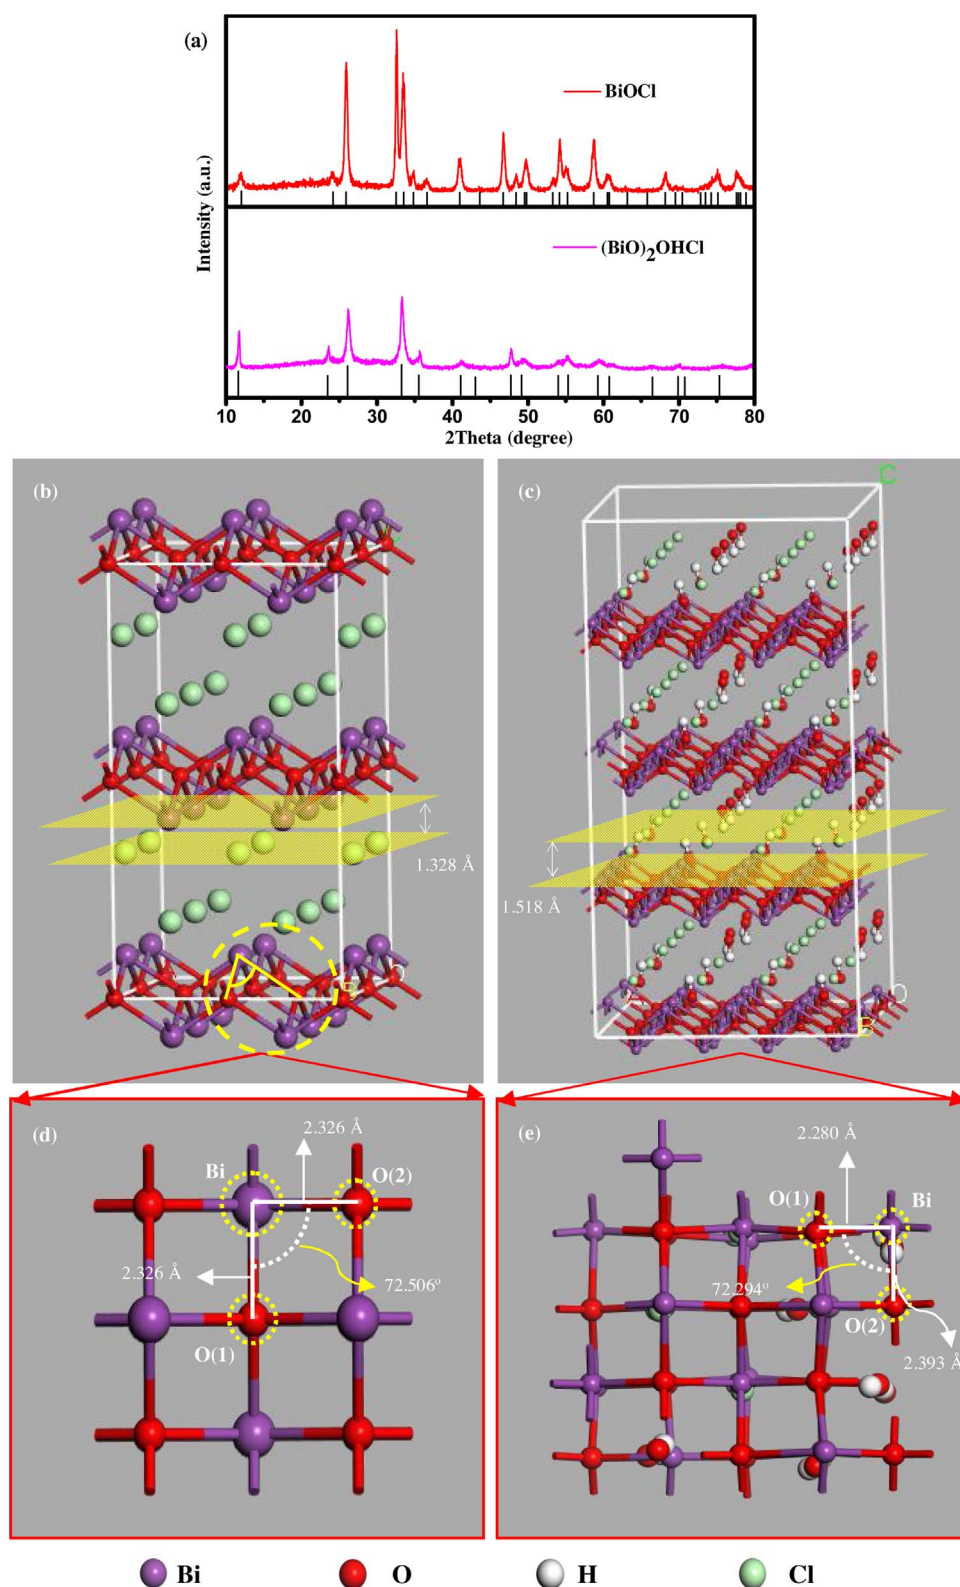 (a)
BiOCl
(BiO)2OHCl
Intensity (a.u.)
10 20 30 40 50 60 70 80
2Theta (degree)
(b)
1.328 Å
B
O
(c)
C
1.518 Å
A
O
B
(d)
2.326 Å
Bi
O(2)
2.326 Å
72.506°
O(1)
(e)
2.280 Å
O(1)
Bi
72.294°
O(2)
2.393 Å
Bi O H Cl